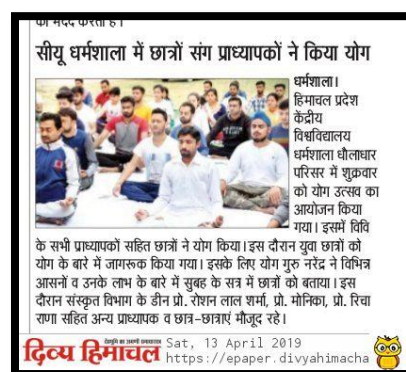 की मदद करता है।
सीयू धर्मशाला में छात्रों संग प्राध्यापकों ने किया योग
धर्मशाला।
हिमाचल प्रदेश
केंद्रीय
विश्वविद्यालय
धर्मशाला धौलाधार
परिसर में शुक्रवार
को योग उत्सव का
आयोजन किया
गया। इसमें विवि
के सभी प्राध्यापकों सहित छात्रों ने योग किया। इस दौरान युवा छात्रों को
योग के बारे में जागरूक किया गया। इसके लिए योग गुरु नरेंद्र ने विभिन्न
आसनों व उनके लाभ के बारे में सुबह के सत्र में छात्रों को बताया। इस
दौरान संस्कृत विभाग के डीन प्रो. रोशन लाल शर्मा, प्रो. मोनिका, प्रो. रिचा
राणा सहित अन्य प्राध्यापक व छात्र-छात्राएं मौजूद रहे।
दिव्य हिमाचल Sat, 13 April 2019
https://epaper.divyahimacha